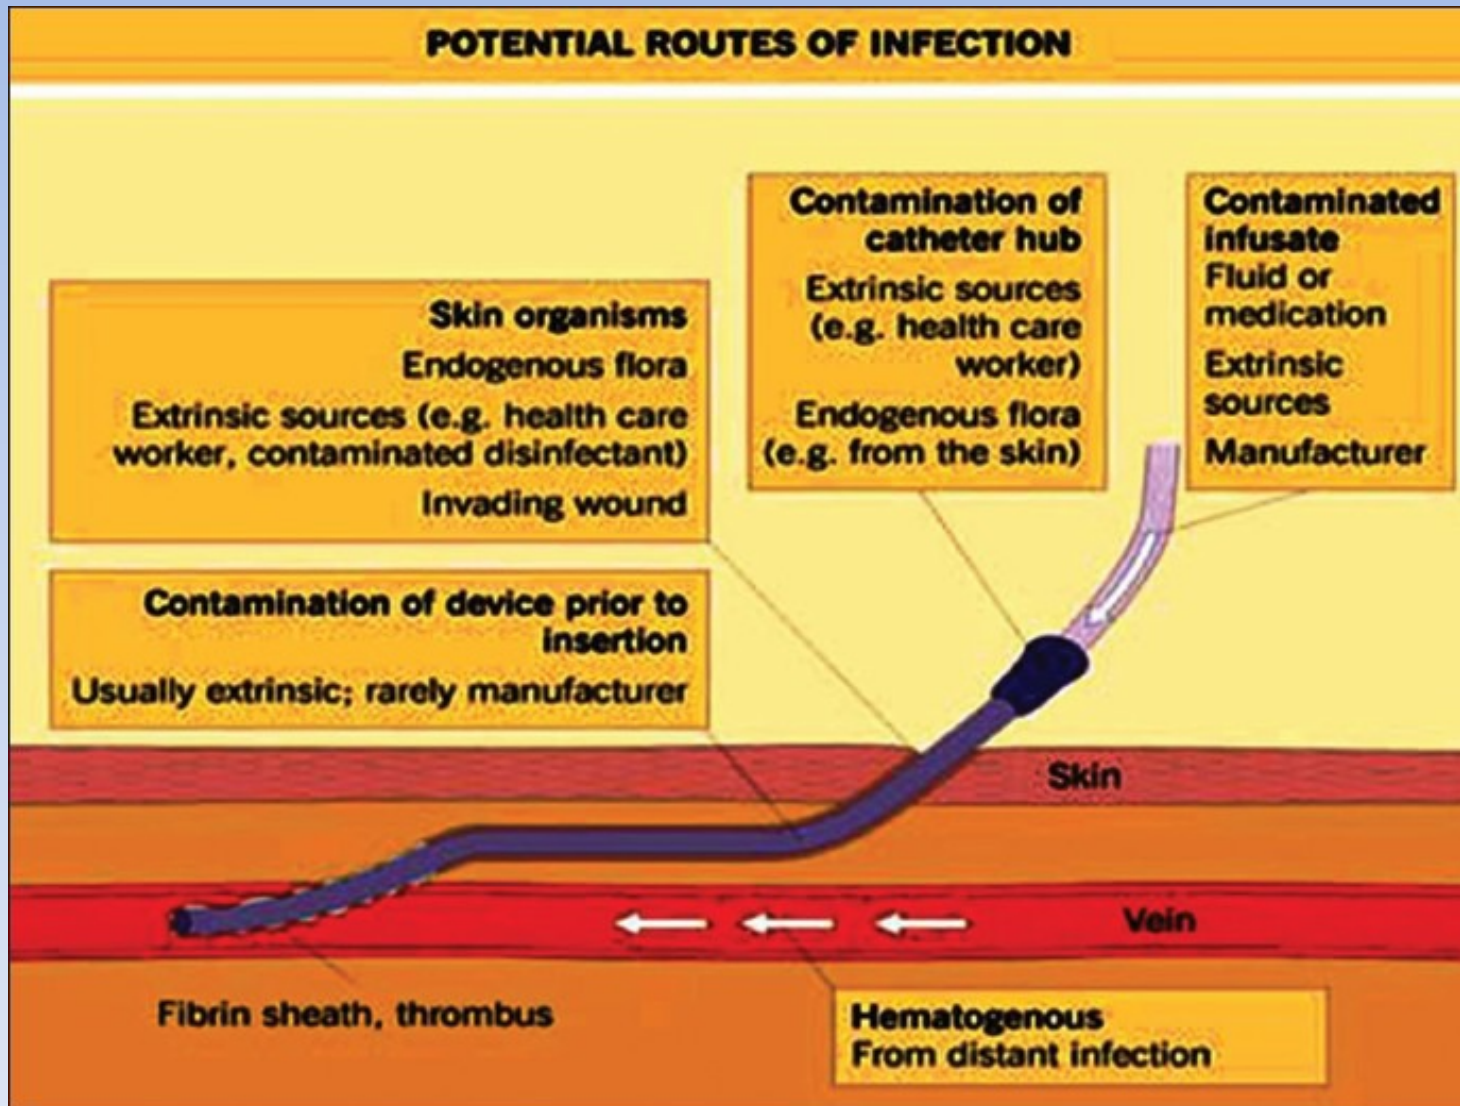 POTENTIAL ROUTES OF INFECTION
Skin organisms
Endogenous flora
Extrinsic sources (e.g. health care
worker, contaminated disinfectant)
Invading wound
Contamination of device prior to
insertion
Usually extrinsic; rarely manufacturer
Contamination of
catheter hub
Extrinsic sources
(e.g. health care
worker)
Endogenous flora
(e.g. from the skin)
Contaminated
infusate
Fluid or
medication
Extrinsic
sources
Manufacturer
Skin
Vein
Fibrin sheath, thrombus
Hematogenous
From distant infection